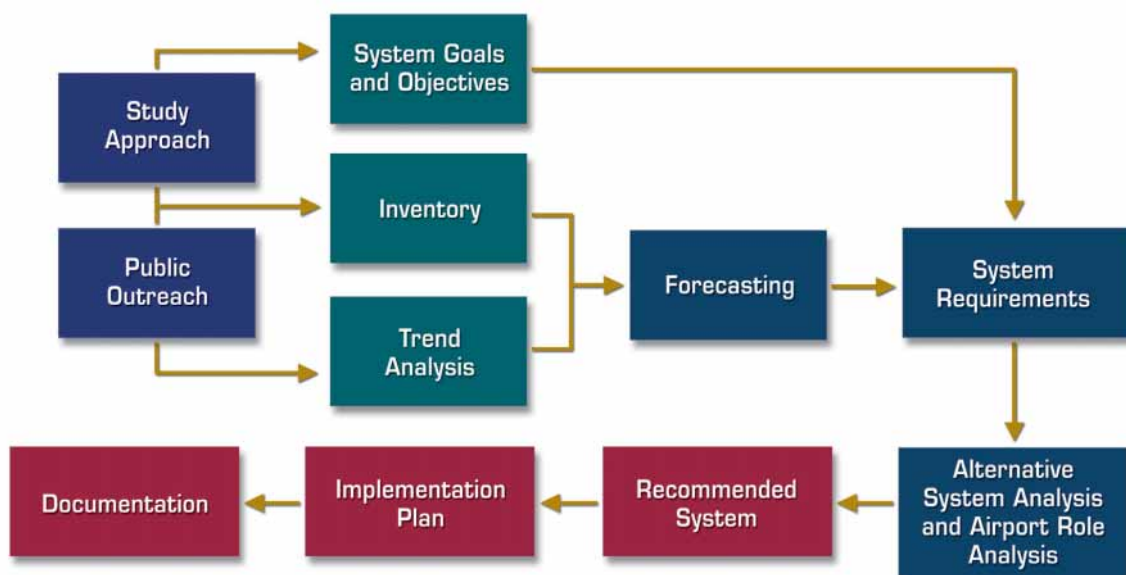 System Goals
and Objectives
Study
Approach
Inventory
Public
Outreach
Forecasting
System
Requirements
Trend
Analysis
Documentation
Implementation
Plan
Recommended
System
Alternative
System Analysis
and Airport Role
Analysis